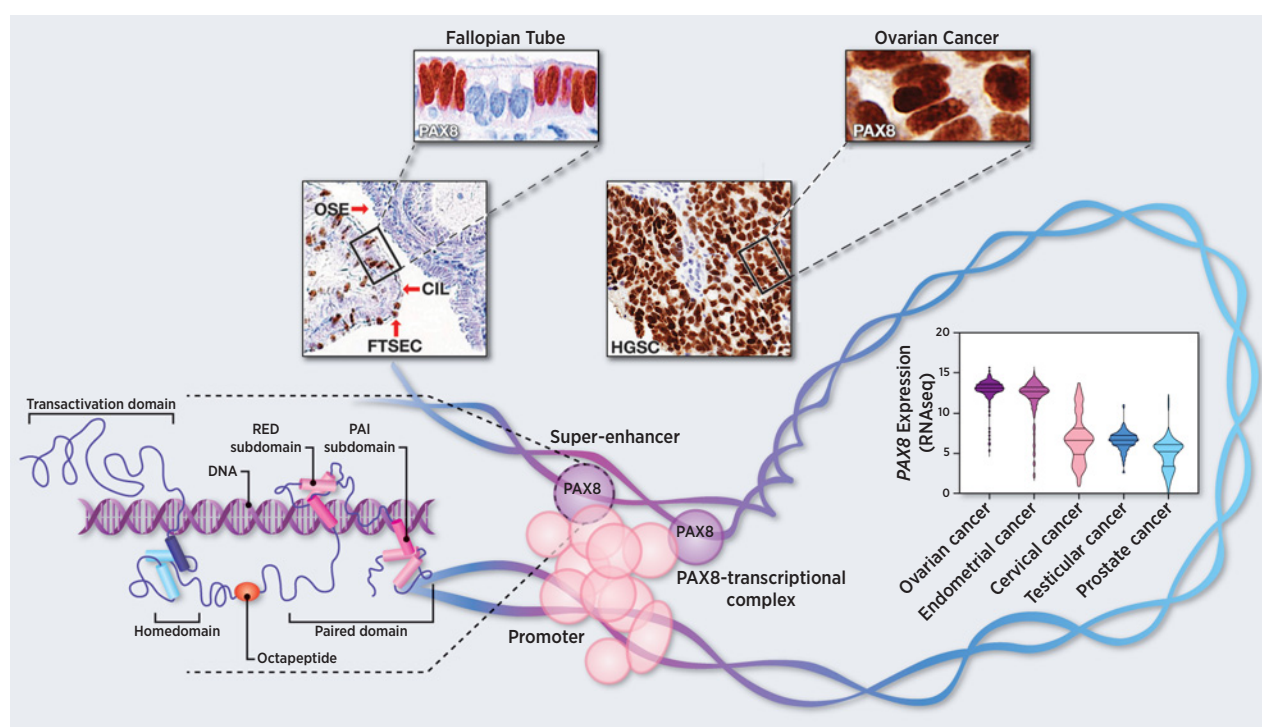 Fallopian Tube
Ovarian Cancer
PAX8
PAX8
OSE
CIL
FTSEC
HGSC
Transactivation domain
RED
subdomain
PAI
subdomain
DNA
Homedomain
Octapeptide
Paired domain
Super-enhancer
PAX8
PAX8
PAX8-transcriptional
complex
Promoter
PAX8 Expression
(RNAseq)
20
15
10
5
0
Ovarian cancer
Endometrial cancer
Cervical cancer
Testicular cancer
Prostate cancer